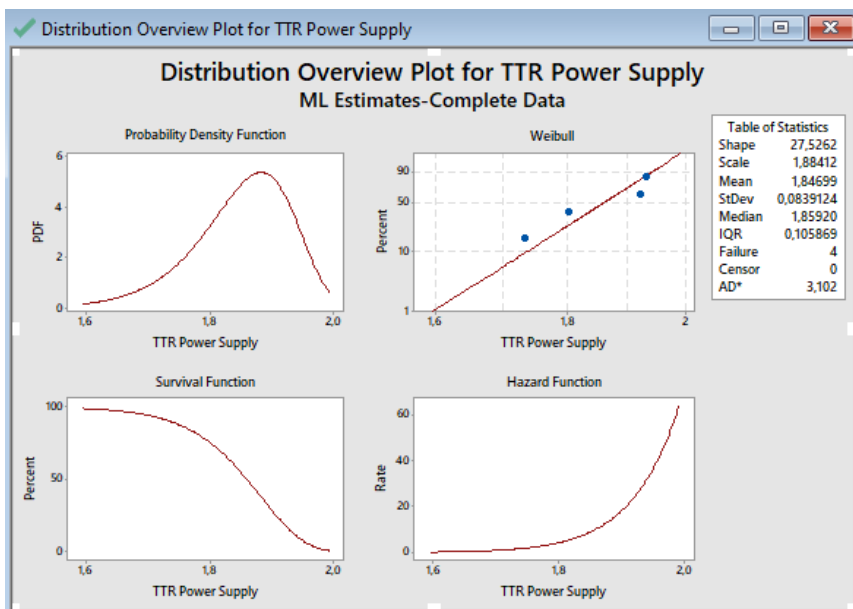 Distribution Overview Plot for TTR Power Supply
Distribution Overview Plot for TTR Power Supply
ML Estimates-Complete Data
Probability Density Function
PDF
6
4
2
0
1,6 1,8 2,0
TTR Power Supply
Weibull
Percent
90
50
10
1
1,6 1,8 2
TTR Power Supply
Table of Statistics
Shape 27,5262
Scale 1,88412
Mean 1,84699
StDev 0,0839124
Median 1,85920
IQR 0,105869
Failure 4
Censor 0
AD* 3,102
Survival Function
Percent
100
50
0
1,6 1,8 2,0
TTR Power Supply
Hazard Function
Rate
60
40
20
0
1,6 1,8 2,0
TTR Power Supply